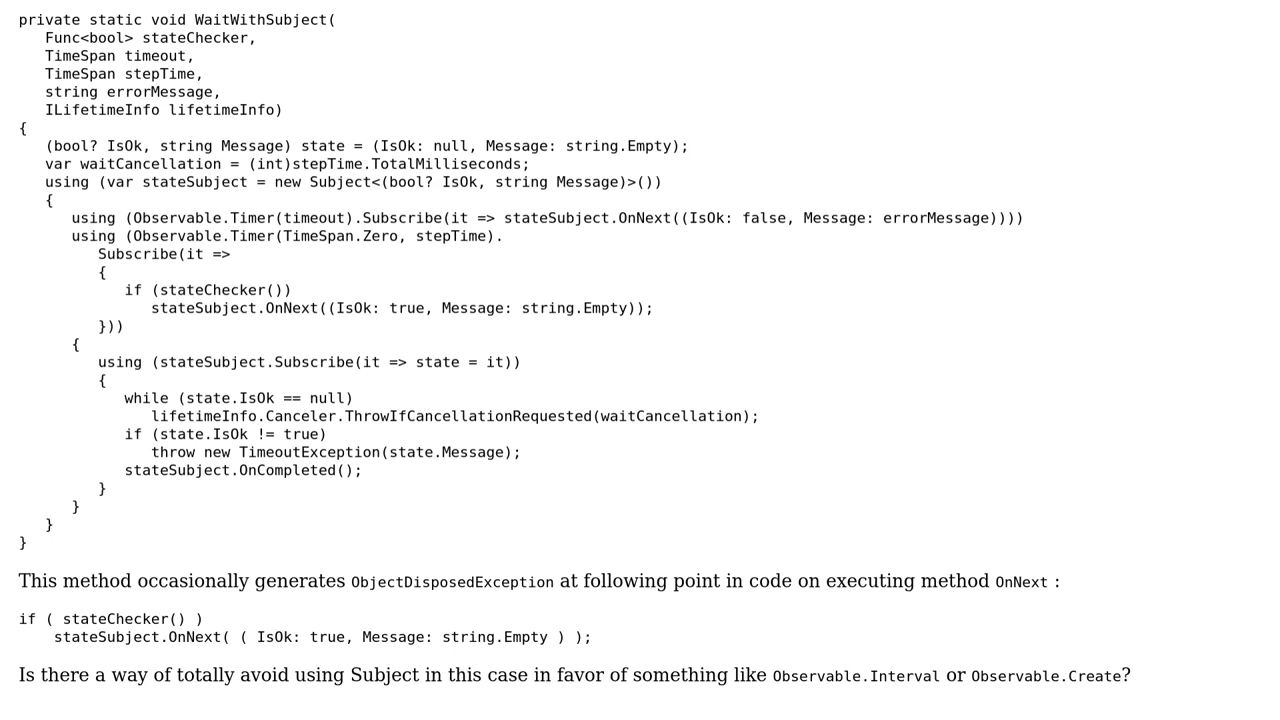 private static void WaitWithSubject(
   Func<bool> stateChecker,
   TimeSpan timeout,
   TimeSpan stepTime,
   string errorMessage,
   ILifetimeInfo lifetimeInfo)
{
   (bool? IsOk, string Message) state = (IsOk: null, Message: string.Empty);
   var waitCancellation = (int)stepTime.TotalMilliseconds;
   using (var stateSubject = new Subject<(bool? IsOk, string Message)>())
   {
      using (Observable.Timer(timeout).Subscribe(it => stateSubject.OnNext((IsOk: false, Message: errorMessage))))
      using (Observable.Timer(TimeSpan.Zero, stepTime).
         Subscribe(it =>
         {
            if (stateChecker())
               stateSubject.OnNext((IsOk: true, Message: string.Empty));
         }))
      {
         using (stateSubject.Subscribe(it => state = it))
         {
            while (state.IsOk == null)
               lifetimeInfo.Canceler.ThrowIfCancellationRequested(waitCancellation);
            if (state.IsOk != true)
               throw new TimeoutException(state.Message);
            stateSubject.OnCompleted();
         }
      }
   }
}
This method occasionally generates ObjectDisposedException at following point in code on executing method OnNext :
if ( stateChecker() )
    stateSubject.OnNext( ( IsOk: true, Message: string.Empty ) );
Is there a way of totally avoid using Subject in this case in favor of something like Observable.Interval or Observable.Create?